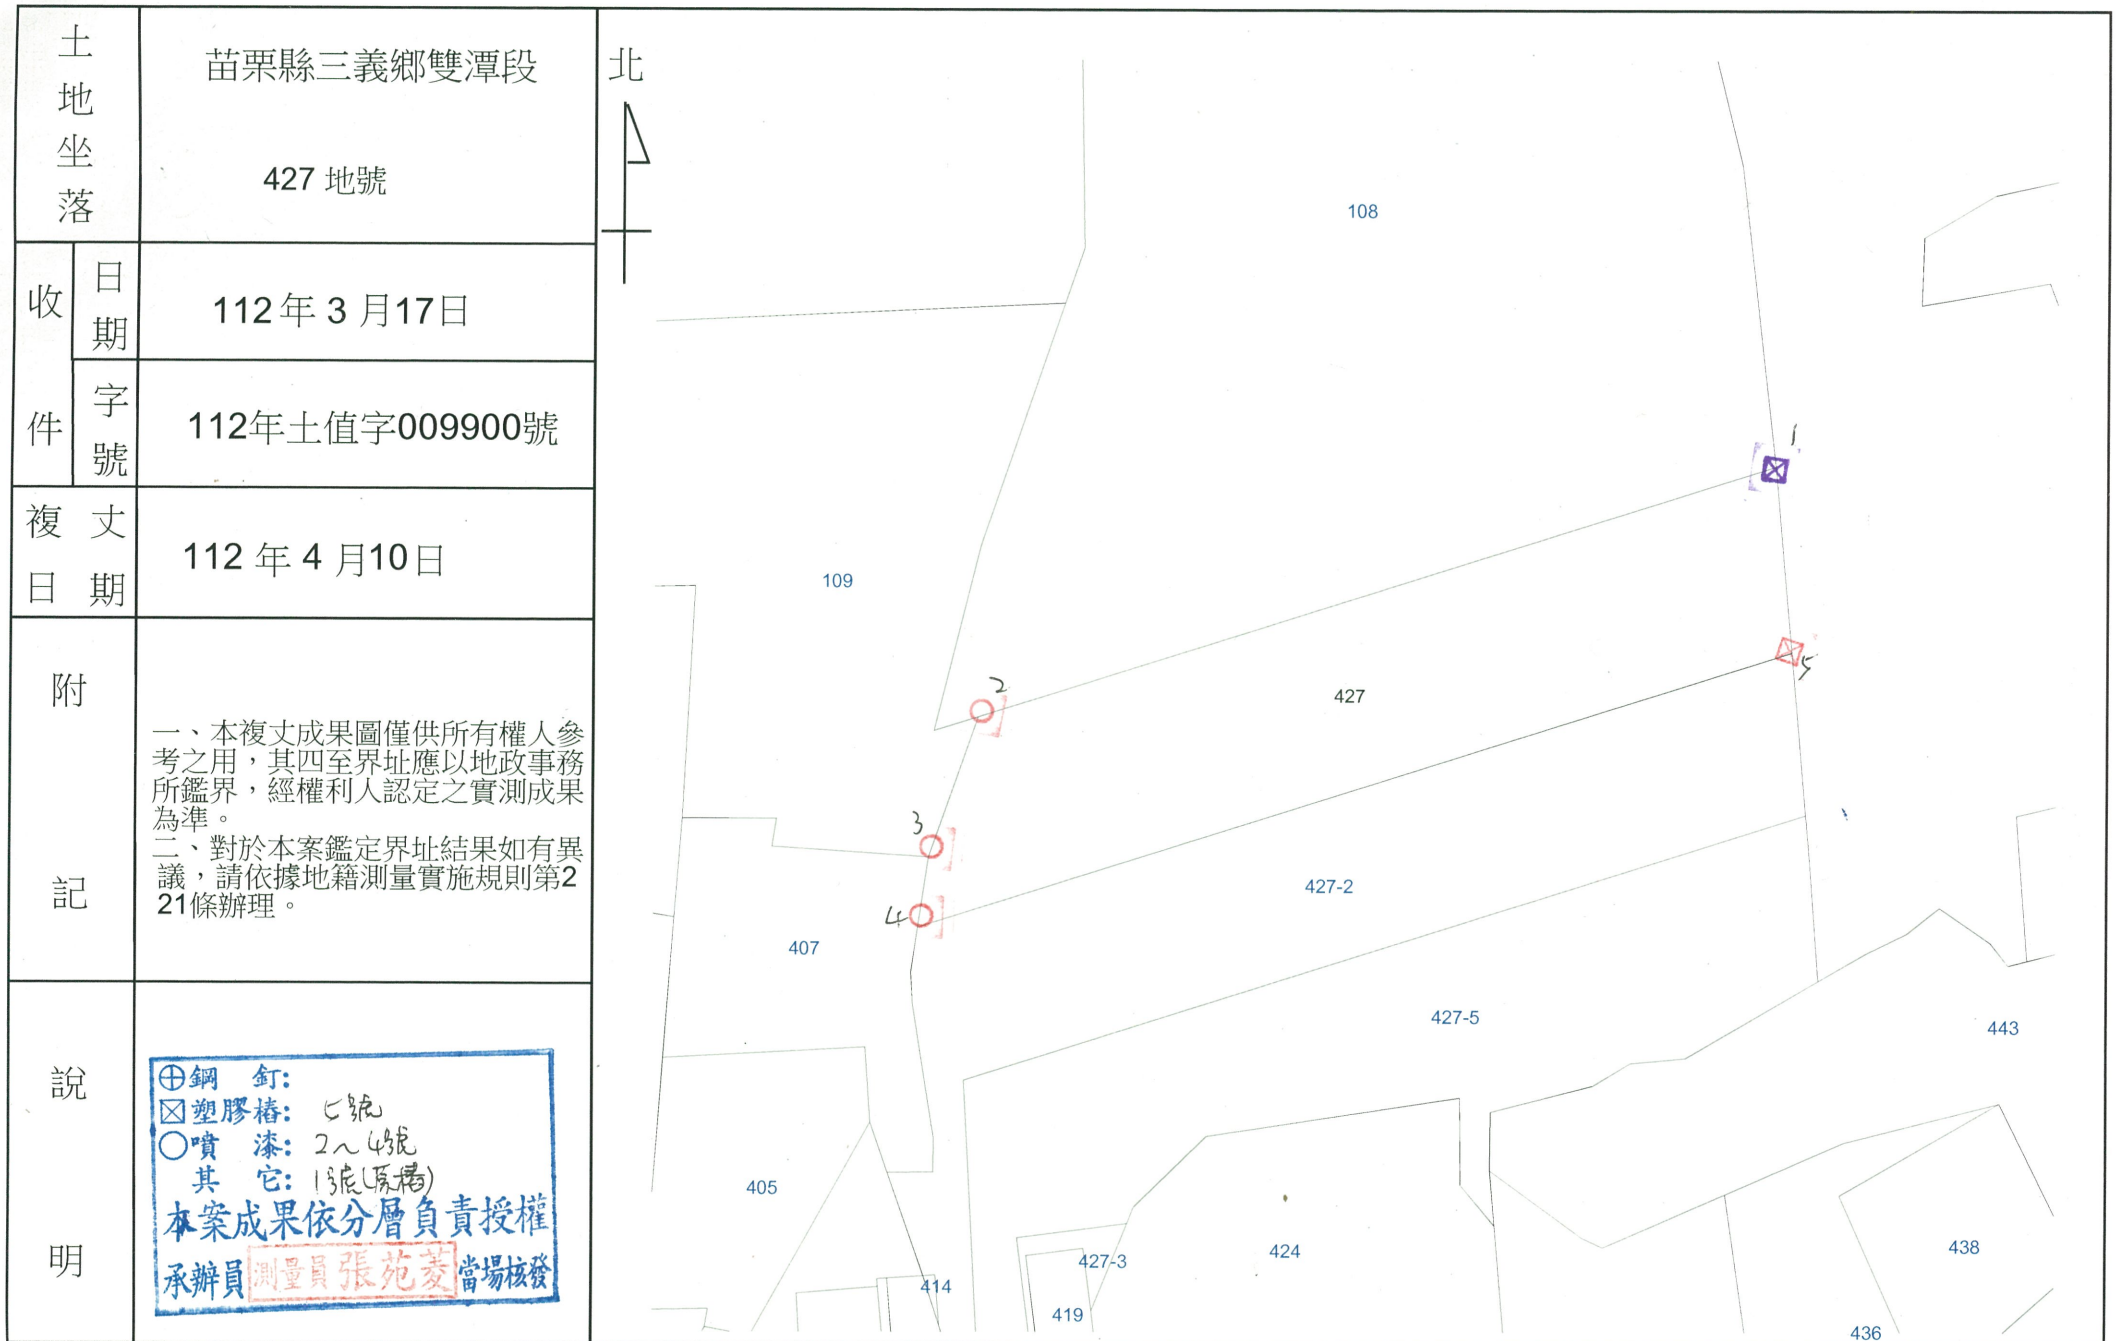 土地坐落
苗栗縣三義鄉雙潭段
427 地號
收件
日期
112年 3 月17日
字號
112年土值字009900號
複丈日期
112 年 4 月10日
附記
一、本複丈成果圖僅供所有權人參
考之用，其四至界址應以地政事務
所鑑界，經權利人認定之實測成果
為準。
二、對於本案鑑定界址結果如有異
議，請依據地籍測量實施規則第2
21條辦理。
說明
鋼 釘:
塑膠樁: 5號
噴 漆: 2~4號
其 它: 1號(原樁)
本案成果依分層負責授權
承辦員 測量員張苑菱 當場核發
北
108
1
109
5
2
427
3
427-2
4
407
427-5
443
405
427-3
424
438
414
419
436